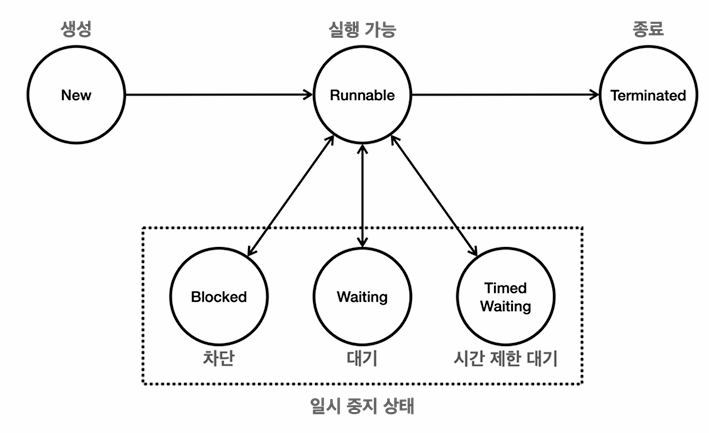 생성
실행 가능
종료
New
Runnable
Terminated
Blocked
Waiting
Timed
Waiting
차단
대기
시간 제한 대기
일시 중지 상태